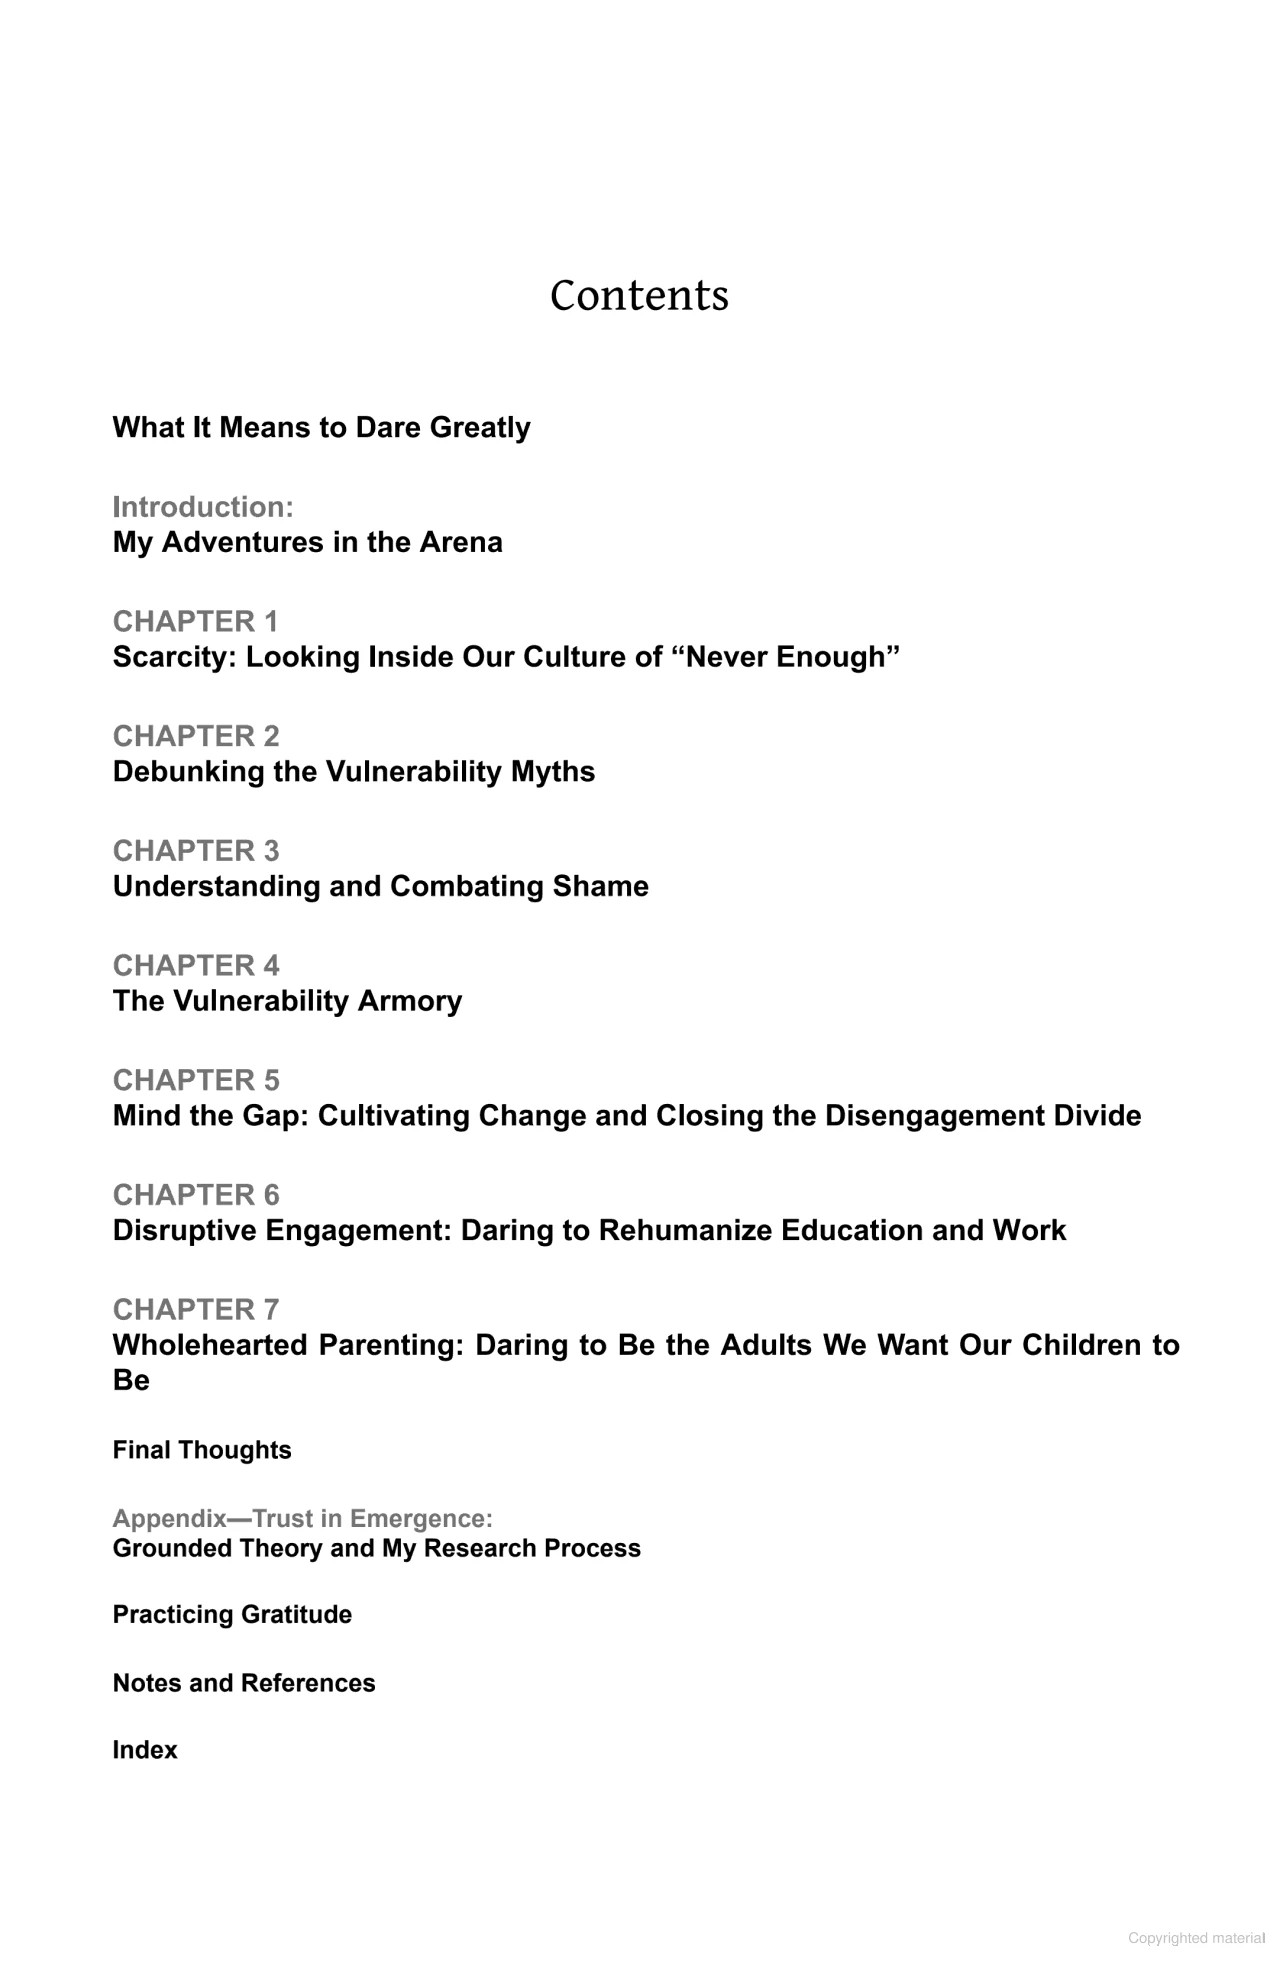 Contents
What It Means to Dare Greatly
Introduction:
My Adventures in the Arena
CHAPTER 1
Scarcity: Looking Inside Our Culture of “Never Enough”
CHAPTER 2
Debunking the Vulnerability Myths
CHAPTER 3
Understanding and Combating Shame
CHAPTER 4
The Vulnerability Armory
CHAPTER 5
Mind the Gap: Cultivating Change and Closing the Disengagement Divide
CHAPTER 6
Disruptive Engagement: Daring to Rehumanize Education and Work
CHAPTER 7
Wholehearted Parenting: Daring to Be the Adults We Want Our Children to
Be
Final Thoughts
Appendix—Trust in Emergence:
Grounded Theory and My Research Process
Practicing Gratitude
Notes and References
Index
Copyrighted material